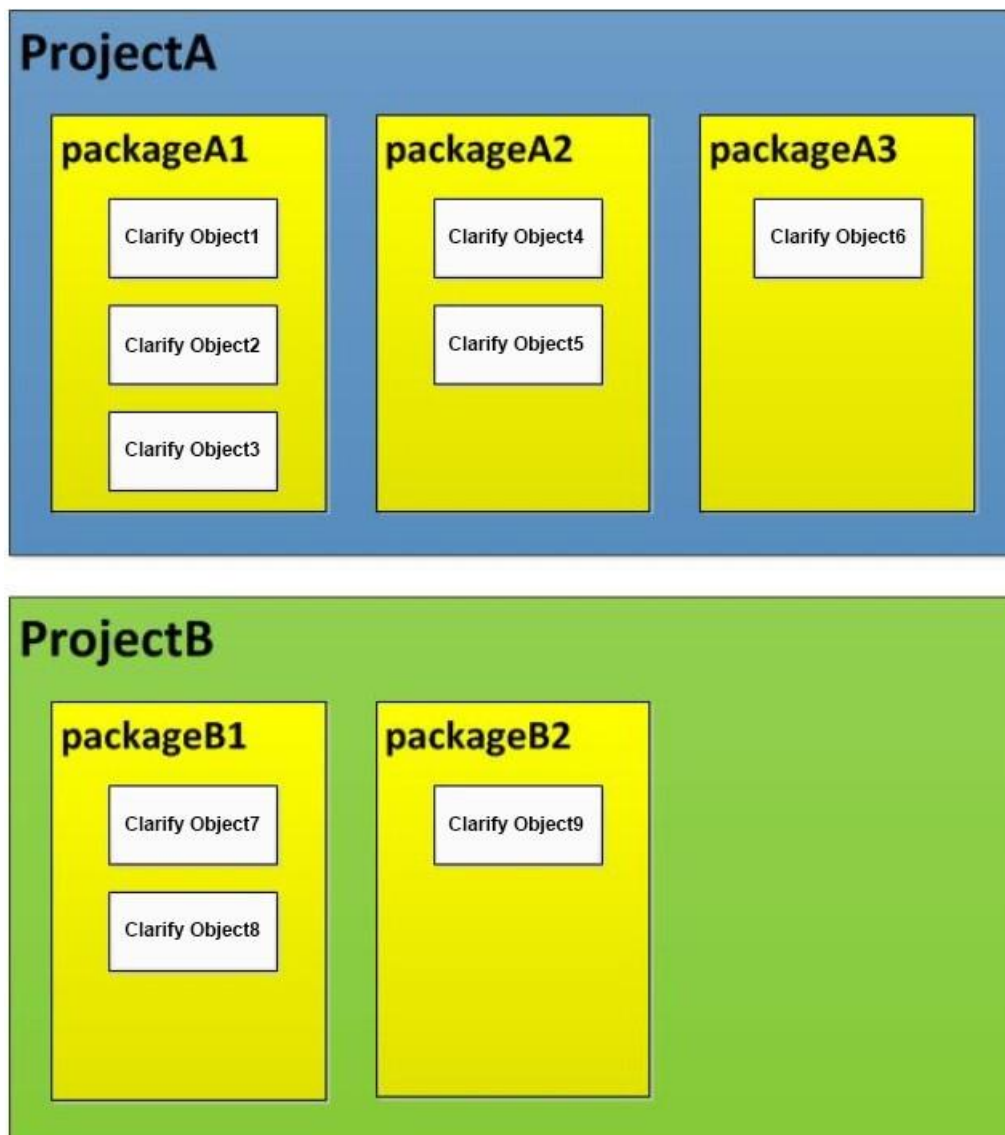 ProjectA
packageA1
Clarify Object1
Clarify Object2
Clarify Object3
packageA2
Clarify Object4
Clarify Object5
packageA3
Clarify Object6
ProjectB
packageB1
Clarify Object7
Clarify Object8
packageB2
Clarify Object9